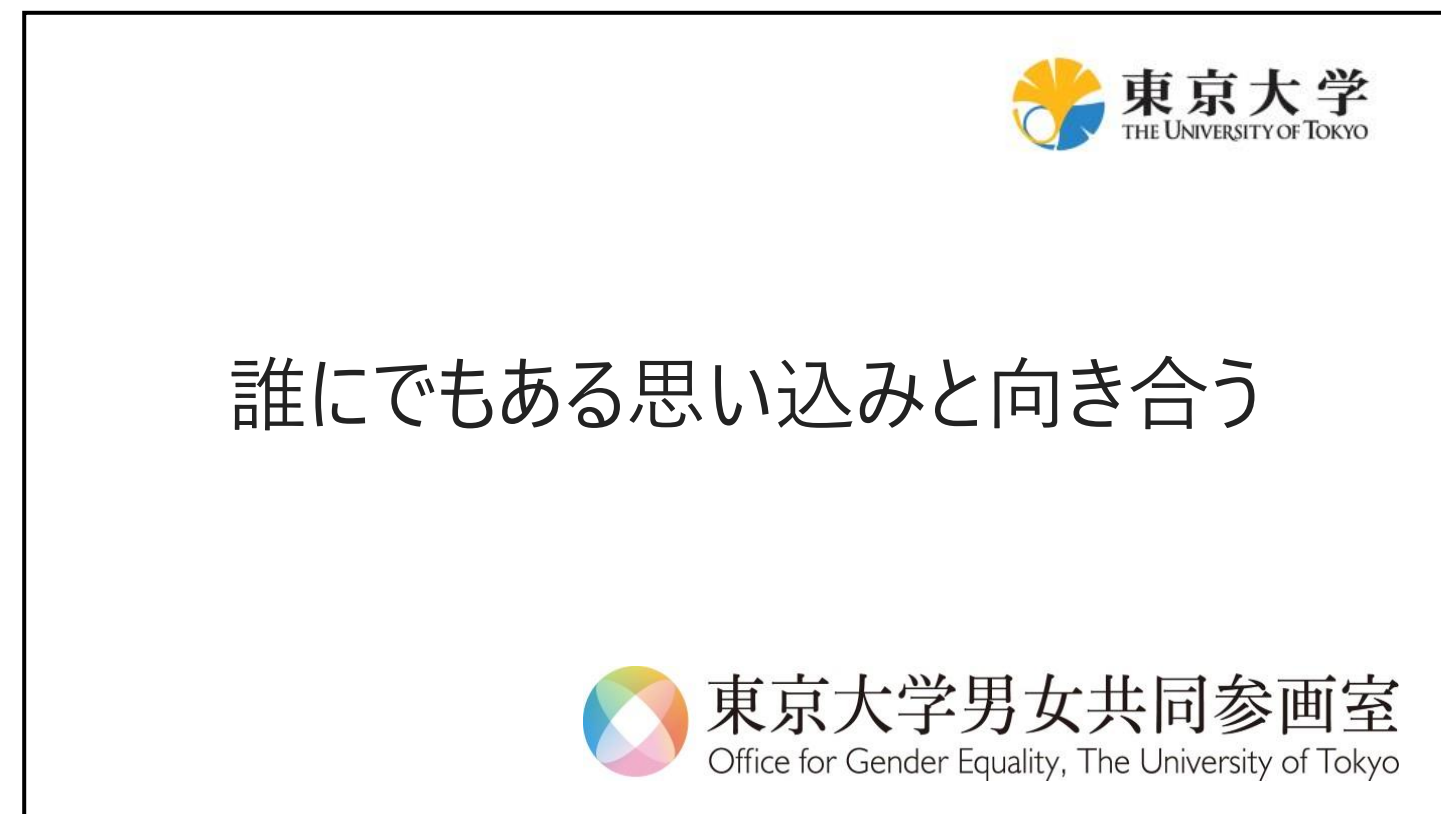 東京大学
THE UNIVERSITY OF TOKYO
誰にでもある思い込みと向き合う
東京大学男女共同参画室
Office for Gender Equality, The University of Tokyo